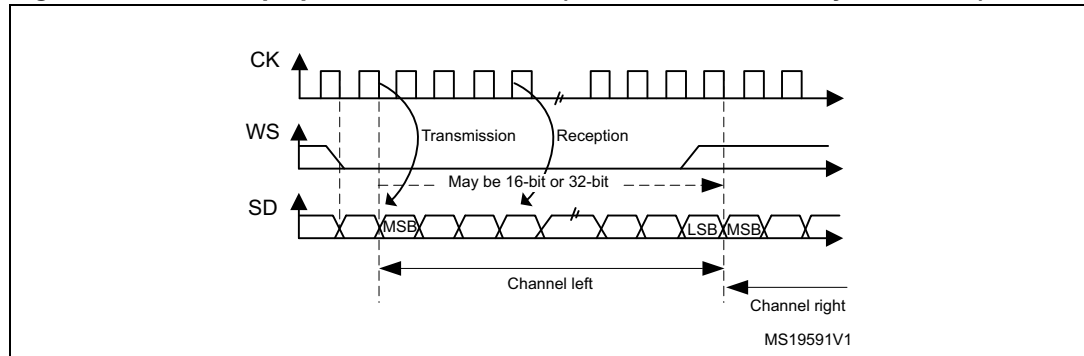 CK
WS
Transmission
Reception
May be 16-bit or 32-bit
SD
MSB
LSB
MSB
Channel left
Channel right
MS19591V1